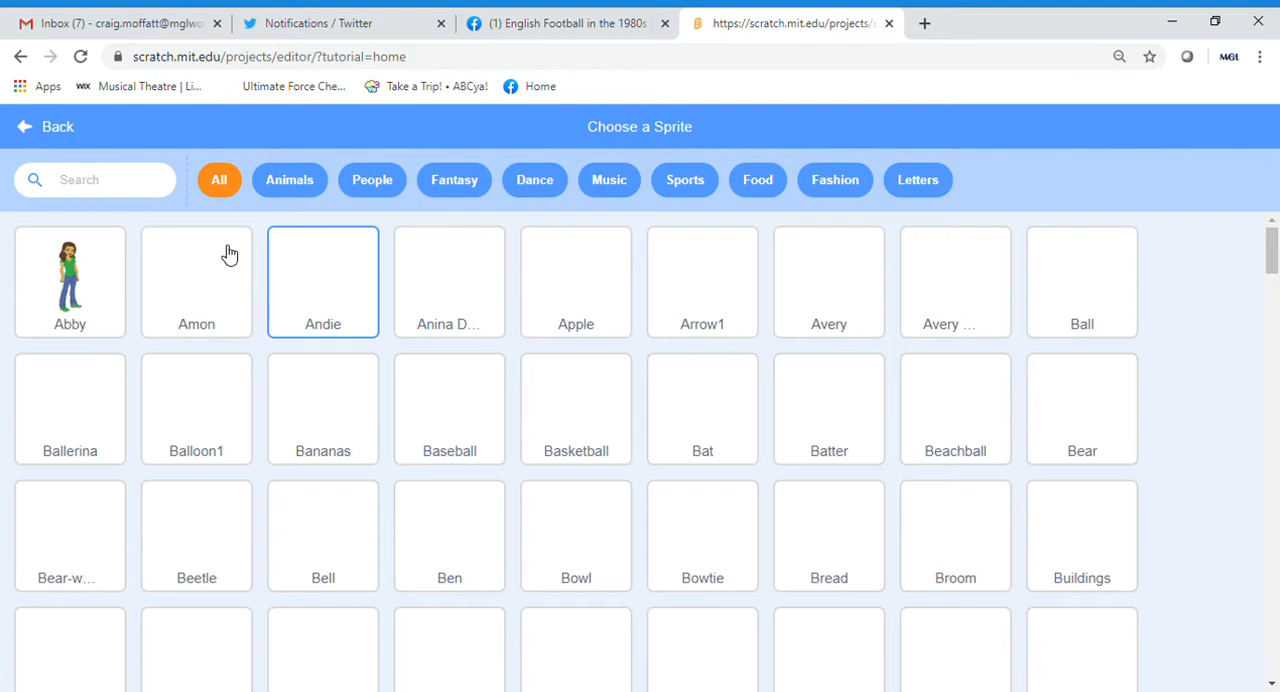 Inbox (7) - craig.moffatt@mglwo
Notifications / Twitter
(1) English Football in the 1980s
https://scratch.mit.edu/projects/
scratch.mit.edu/projects/editor/?tutorial=home
MGL
Apps
WIX Musical Theatre | Li...
Ultimate Force Che...
Take a Trip! • ABCya!
Home
Back
Choose a Sprite
Search
All
Animals
People
Fantasy
Dance
Music
Sports
Food
Fashion
Letters
Abby
Amon
Andie
Anina D...
Apple
Arrow1
Avery
Avery ...
Ball
Ballerina
Balloon1
Bananas
Baseball
Basketball
Bat
Batter
Beachball
Bear
Bear-w...
Beetle
Bell
Ben
Bowl
Bowtie
Bread
Broom
Buildings